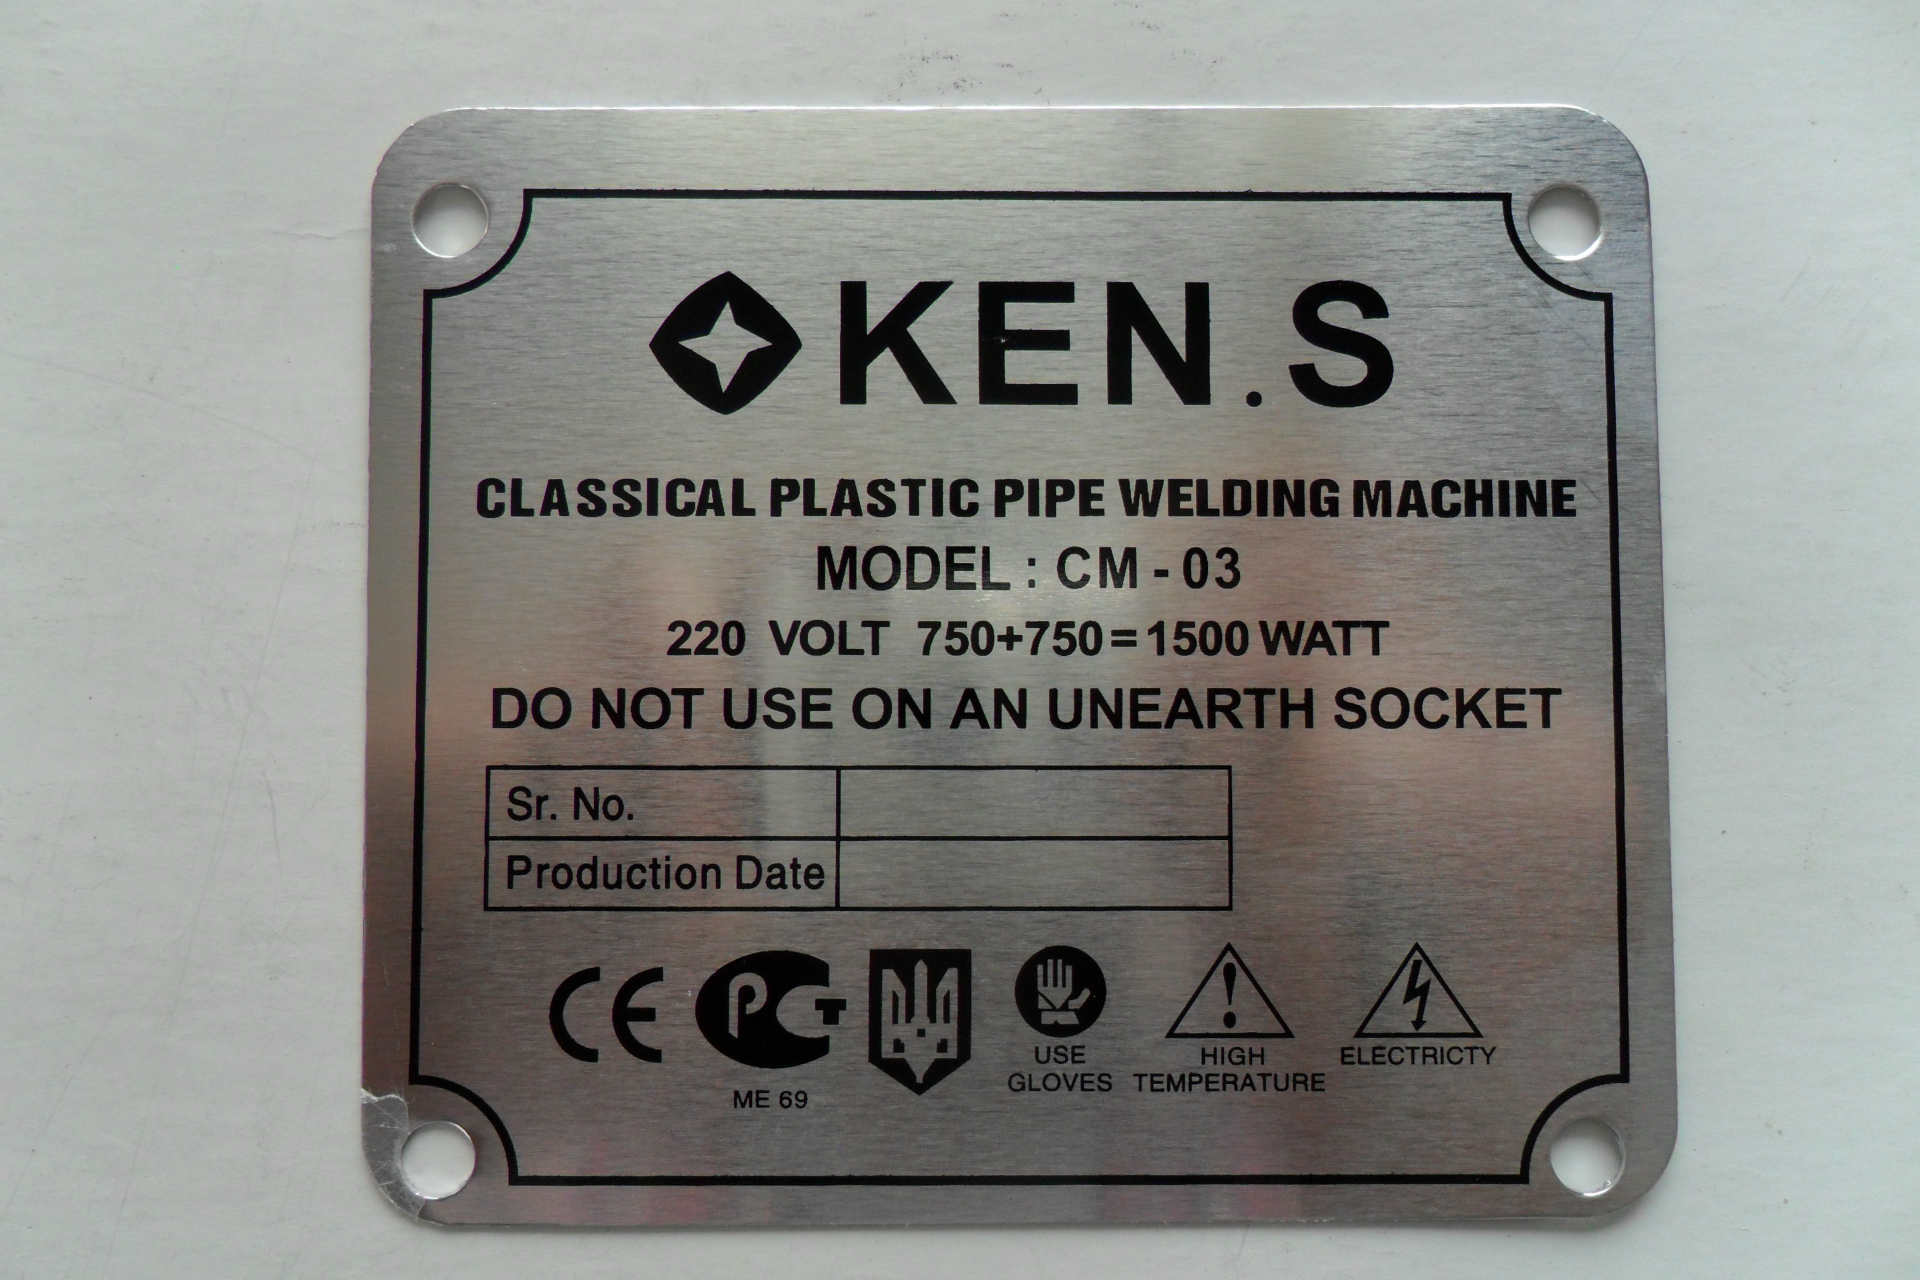 KEN.S
CLASSICAL PLASTIC PIPE WELDING MACHINE
MODEL : CM - 03
220 VOLT 750+750=1500 WATT
DO NOT USE ON AN UNEARTH SOCKET
Sr. No.
Production Date
CE PCT
ME 69
USE GLOVES
HIGH TEMPERATURE
ELECTRICTY